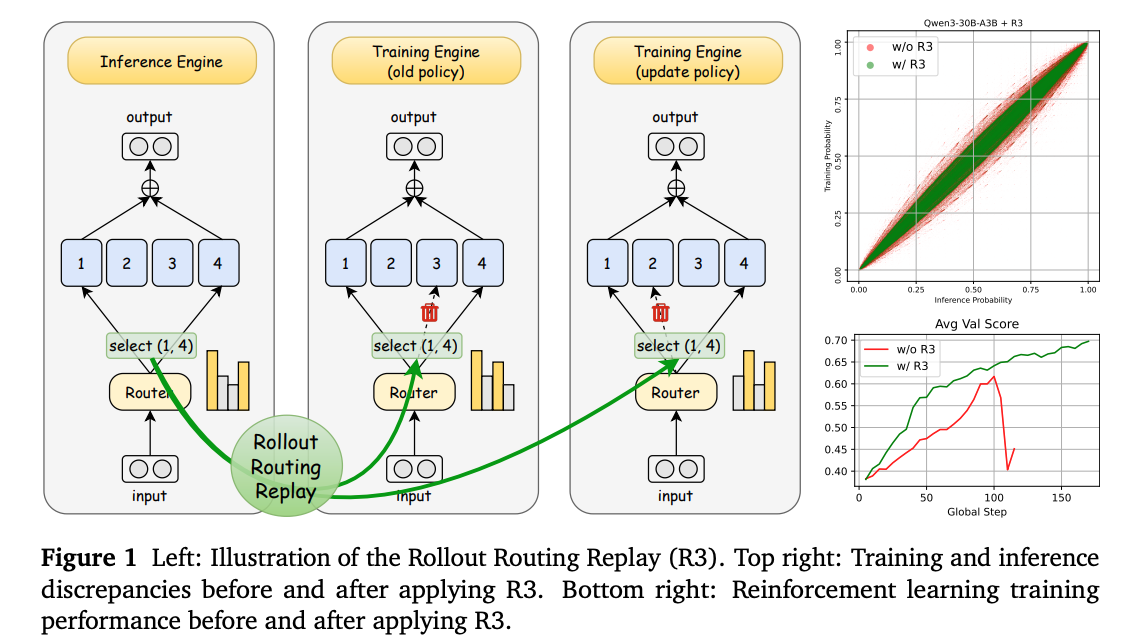 Inference Engine
output
1 2 3 4
select (1, 4)
Router
input
Training Engine
(old policy)
output
1 2 3 4
select (1, 4)
Router
input
Training Engine
(update policy)
output
1 2 3 4
select (1, 4)
Router
input
Rollout
Routing
Replay
Qwen3-30B-A3B + R3
w/o R3
w/ R3
Training Probability
1.00
0.75
0.50
0.25
0.00
0.00 0.25 0.50 0.75 1.00
Inference Probability
Avg Val Score
w/o R3
w/ R3
0.70
0.65
0.60
0.55
0.50
0.45
0.40
0 50 100 150
Global Step
Figure 1 Left: Illustration of the Rollout Routing Replay (R3). Top right: Training and inference
discrepancies before and after applying R3. Bottom right: Reinforcement learning training
performance before and after applying R3.